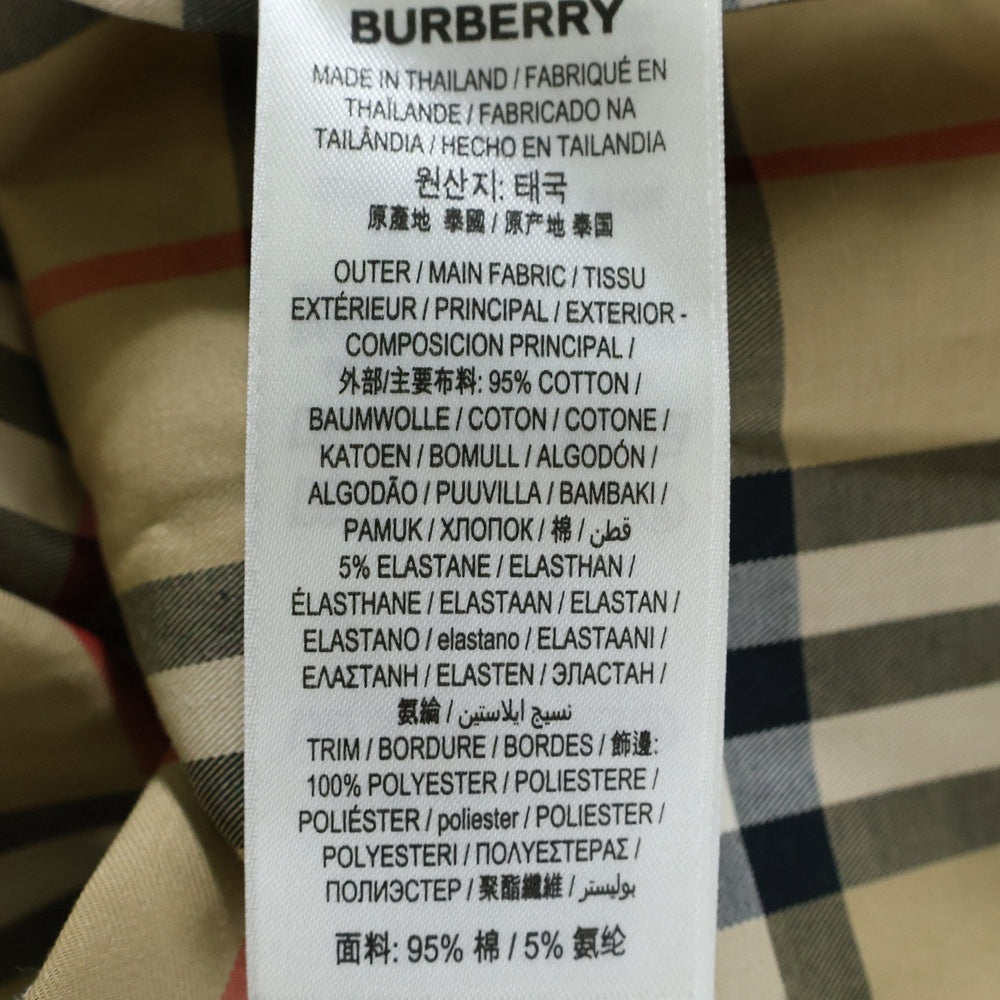 BURBERRY
MADE IN THAILAND / FABRIQUÉ EN
THAÏLANDE / FABRICADO NA
TAILÂNDIA / HECHO EN TAILANDIA
원산지: 태국
原產地 泰國 / 原产地 泰国
OUTER / MAIN FABRIC / TISSU
EXTÉRIEUR / PRINCIPAL / EXTERIOR -
COMPOSICION PRINCIPAL /
外部/主要布料: 95% COTTON /
BAUMWOLLE / COTON / COTONE /
KATOEN / BOMULL / ALGODÓN /
ALGODÃO / PUUVILLA / BAMBAKI /
PAMUK / ХЛОПОК / 棉 / قطن
5% ELASTANE / ELASTHAN /
ÉLASTHANE / ELASTAAN / ELASTAN /
ELASTANO / elastano / ELASTAANI /
ΕΛΑΣΤΑΝΗ / ELASTEN / ЭЛАСТАН /
氨綸 / نسيج ايلاستين
TRIM / BORDURE / BORDES / 飾邊:
100% POLYESTER / POLIESTERE /
POLIÉSTER / poliester / POLIESTER /
POLYESTERI / ΠΟΛΥΕΣΤΕΡΑΣ /
ПОЛИЭСТЕР / 聚酯纖維 / بوليستر
面料: 95% 棉 / 5% 氨纶